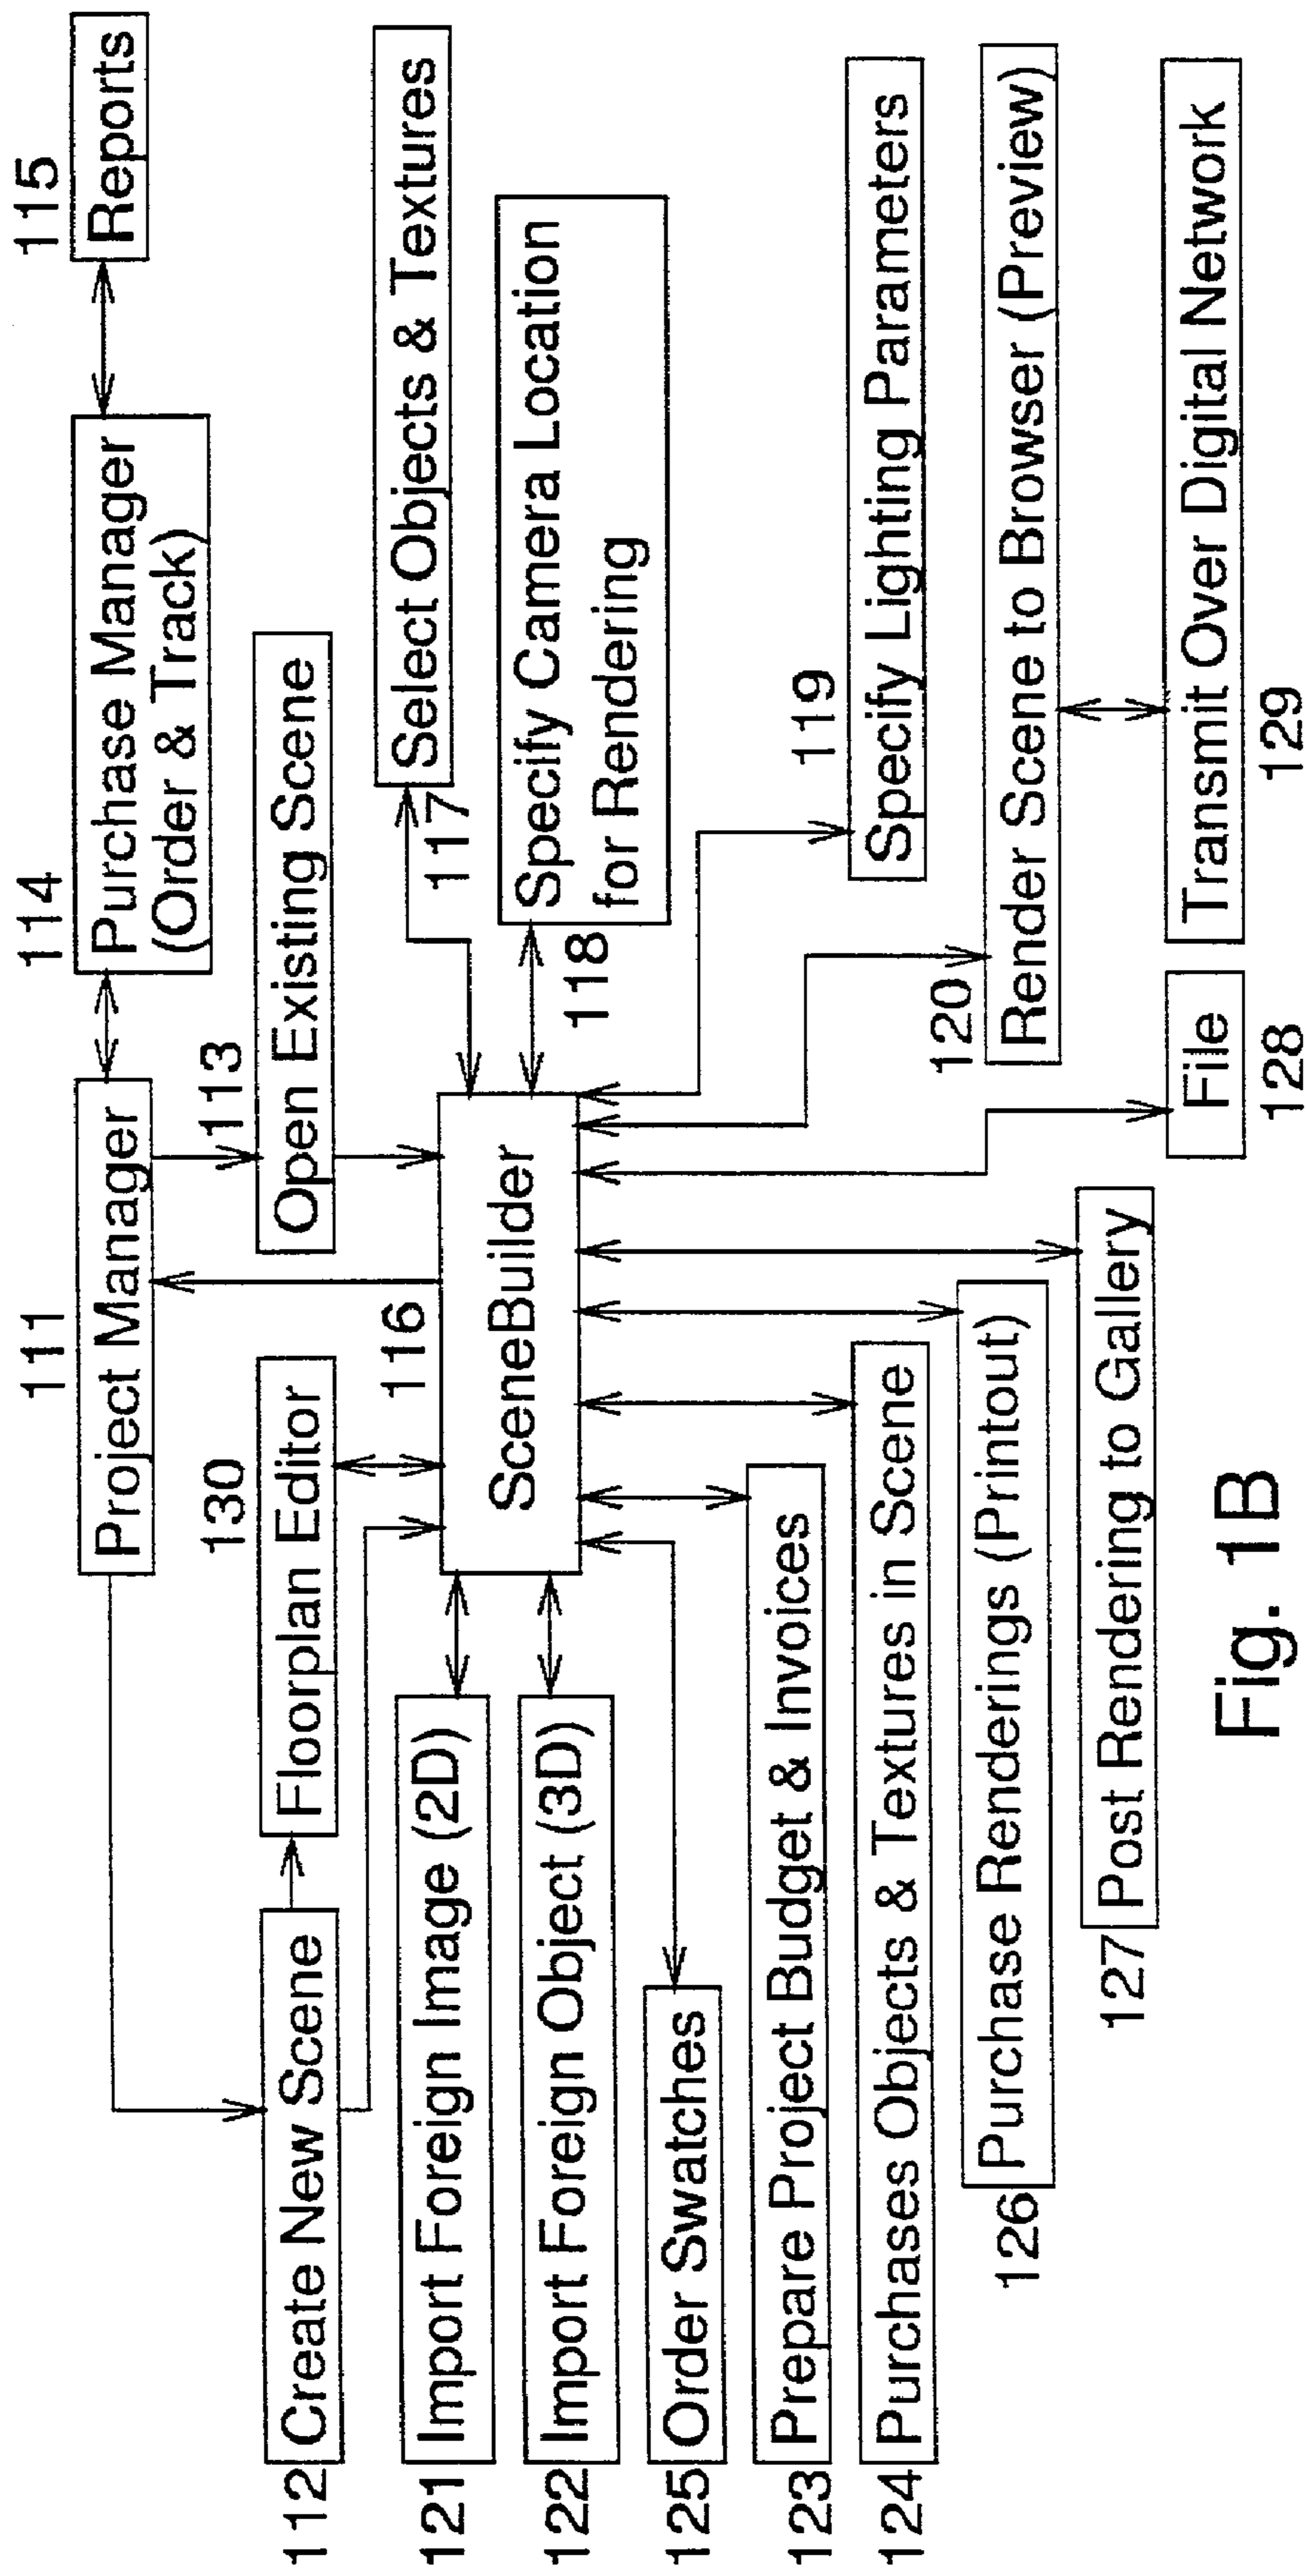 111
114
115
Project Manager
Purchase Manager
(Order & Track)
Reports
130
113
112
Create New Scene
Floorplan Editor
Open Existing Scene
116
SceneBuilder
117
Select Objects & Textures
121
Import Foreign Image (2D)
118
Specify Camera Location
for Rendering
122
Import Foreign Object (3D)
125
Order Swatches
119
Specify Lighting Parameters
123
Prepare Project Budget & Invoices
124
Purchases Objects & Textures in Scene
120
Render Scene to Browser (Preview)
126
Purchase Renderings (Printout)
127
Post Rendering to Gallery
File
128
Transmit Over Digital Network
129
Fig. 1B